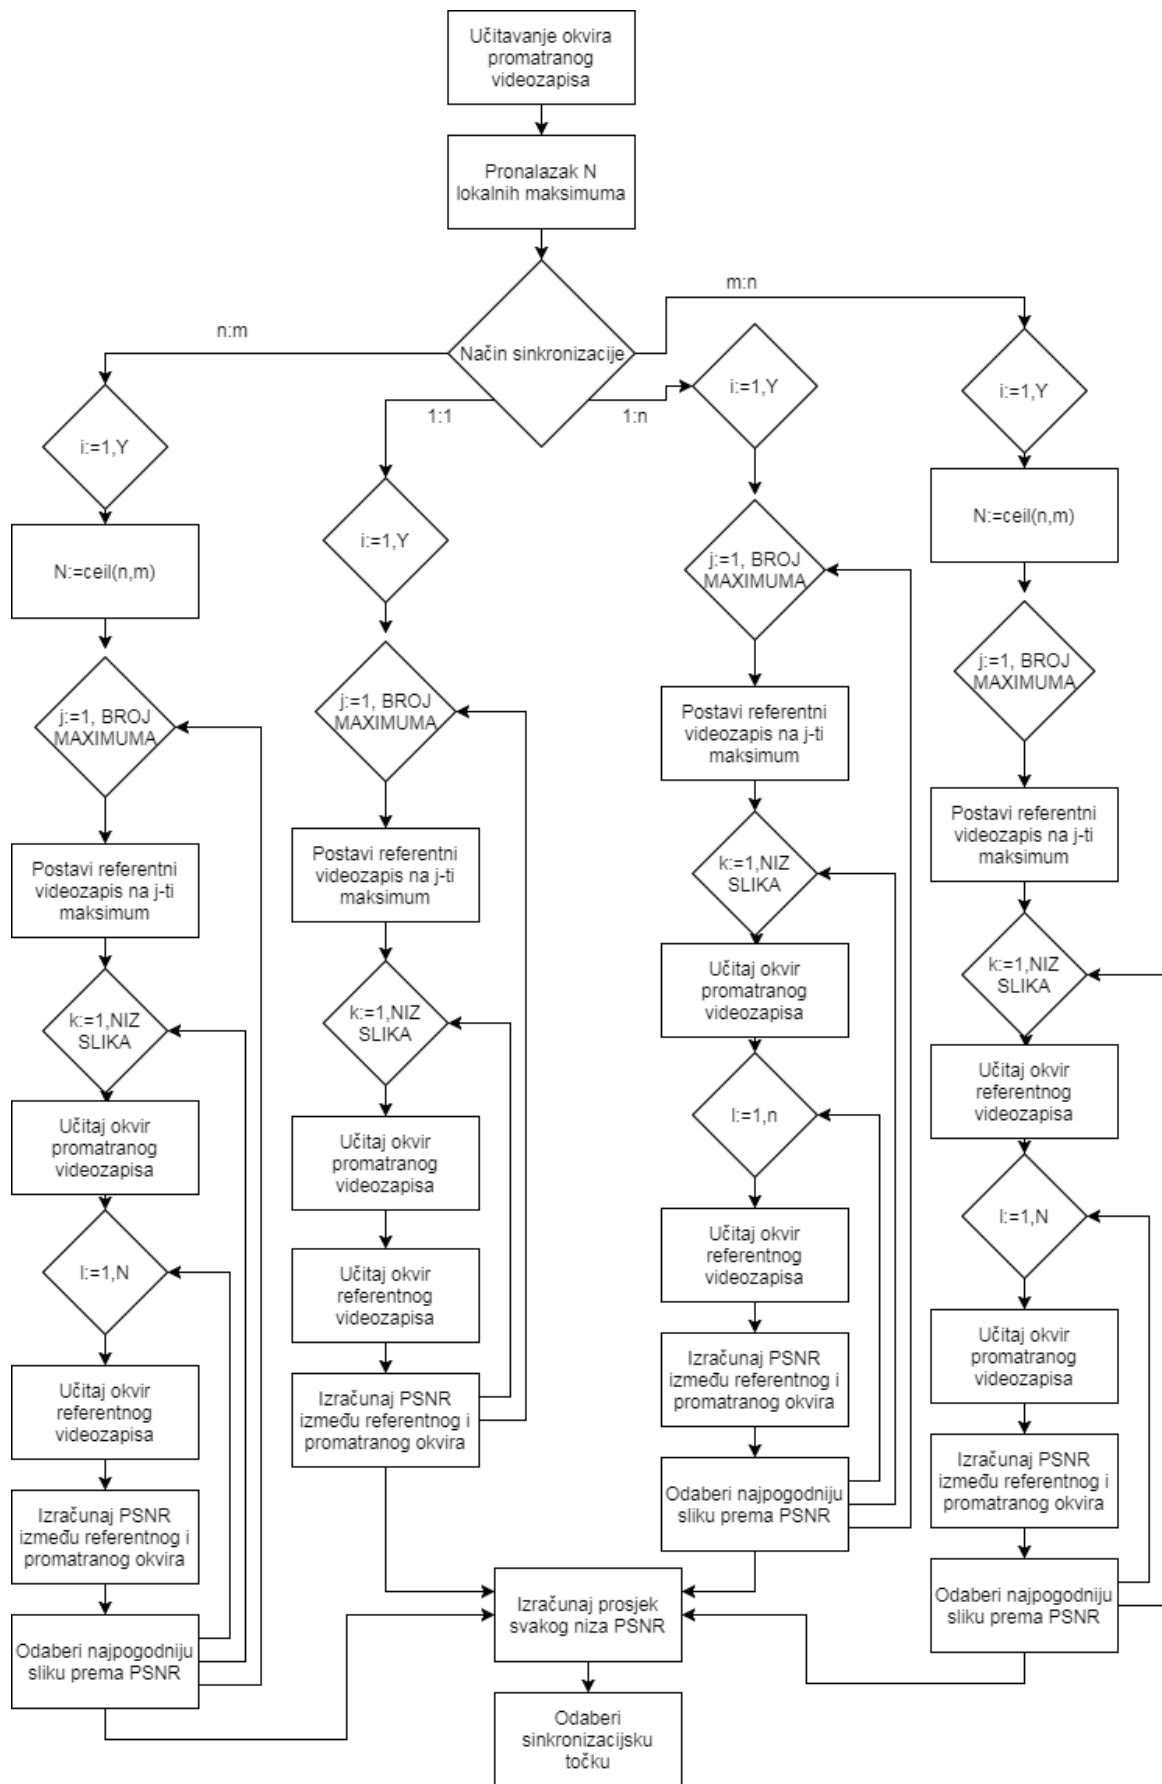 Učitavanje okvira
promatranog
videozapisa
Pronalazak N
lokalnih maksimuma
Način sinkronizacije
n:m
1:1
1:n
m:n
i:=1,Y
N:=ceil(n,m)
j:=1, BROJ
MAXIMUMA
Postavi referentni
videozapis na j-ti
maksimum
k:=1,NIZ
SLIKA
Učitaj okvir
promatranog
videozapisa
l:=1,N
Učitaj okvir
referentnog
videozapisa
Izračunaj PSNR
između referentnog i
promatranog okvira
Odaberi najpogodniju
sliku prema PSNR
i:=1,Y
j:=1, BROJ
MAXIMUMA
Postavi referentni
videozapis na j-ti
maksimum
k:=1,NIZ
SLIKA
Učitaj okvir
promatranog
videozapisa
Učitaj okvir
referentnog
videozapisa
Izračunaj PSNR
između referentnog i
promatranog okvira
i:=1,Y
j:=1, BROJ
MAXIMUMA
Postavi referentni
videozapis na j-ti
maksimum
k:=1,NIZ
SLIKA
Učitaj okvir
promatranog
videozapisa
l:=1,n
Učitaj okvir
referentnog
videozapisa
Izračunaj PSNR
između referentnog i
promatranog okvira
Odaberi najpogodniju
sliku prema PSNR
i:=1,Y
N:=ceil(n,m)
j:=1, BROJ
MAXIMUMA
Postavi referentni
videozapis na j-ti
maksimum
k:=1,NIZ
SLIKA
Učitaj okvir
referentnog
videozapisa
l:=1,N
Učitaj okvir
promatranog
videozapisa
Izračunaj PSNR
između referentnog i
promatranog okvira
Odaberi najpogodniju
sliku prema PSNR
Izračunaj prosjek
svakog niza PSNR
Odaberi
sinkronizacijsku
točku